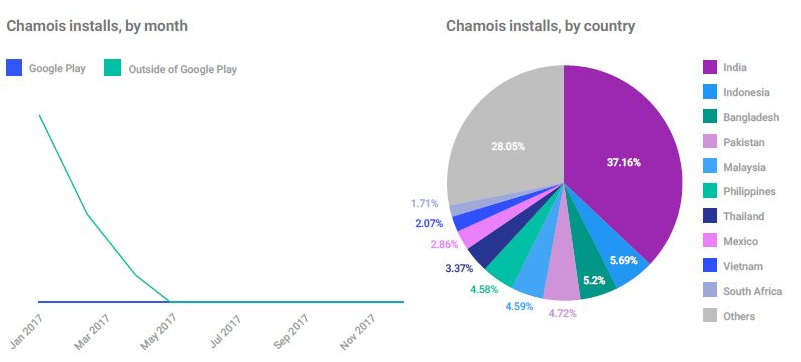 Chamois installs, by month
Google Play
Outside of Google Play
Jan 2017
Mar 2017
May 2017
Jul 2017
Sep 2017
Nov 2017
Chamois installs, by country
37.16%
5.69%
5.2%
4.72%
4.59%
4.58%
3.37%
2.86%
2.07%
1.71%
28.05%
India
Indonesia
Bangladesh
Pakistan
Malaysia
Philippines
Thailand
Mexico
Vietnam
South Africa
Others